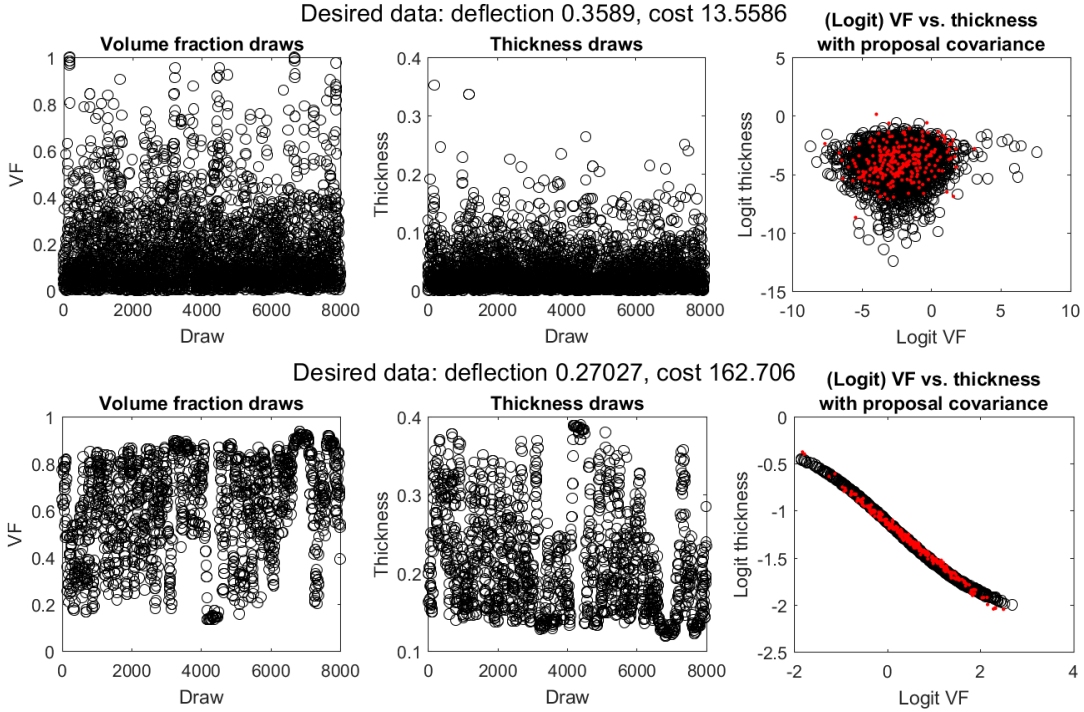 Desired data: deflection 0.3589, cost 13.5586
Volume fraction draws
Thickness draws
(Logit) VF vs. thickness
with proposal covariance
VF
1
0.8
0.6
0.4
0.2
0
0 2000 4000 6000 8000
Draw
Thickness
0.4
0.3
0.2
0.1
0
0 2000 4000 6000 8000
Draw
Logit thickness
5
0
-5
-10
-15
-10 -5 0 5 10
Logit VF
Desired data: deflection 0.27027, cost 162.706
Volume fraction draws
Thickness draws
(Logit) VF vs. thickness
with proposal covariance
VF
1
0.8
0.6
0.4
0.2
0
0 2000 4000 6000 8000
Draw
Thickness
0.4
0.3
0.2
0.1
0 2000 4000 6000 8000
Draw
Logit thickness
0
-0.5
-1
-1.5
-2
-2.5
-2 0 2 4
Logit VF